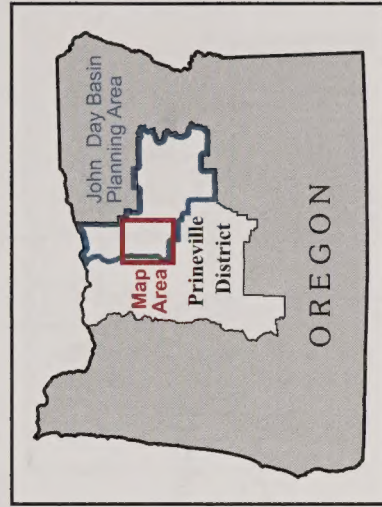 John Day Basin
Planning Area
Map
Area
Prineville
District
OREGON